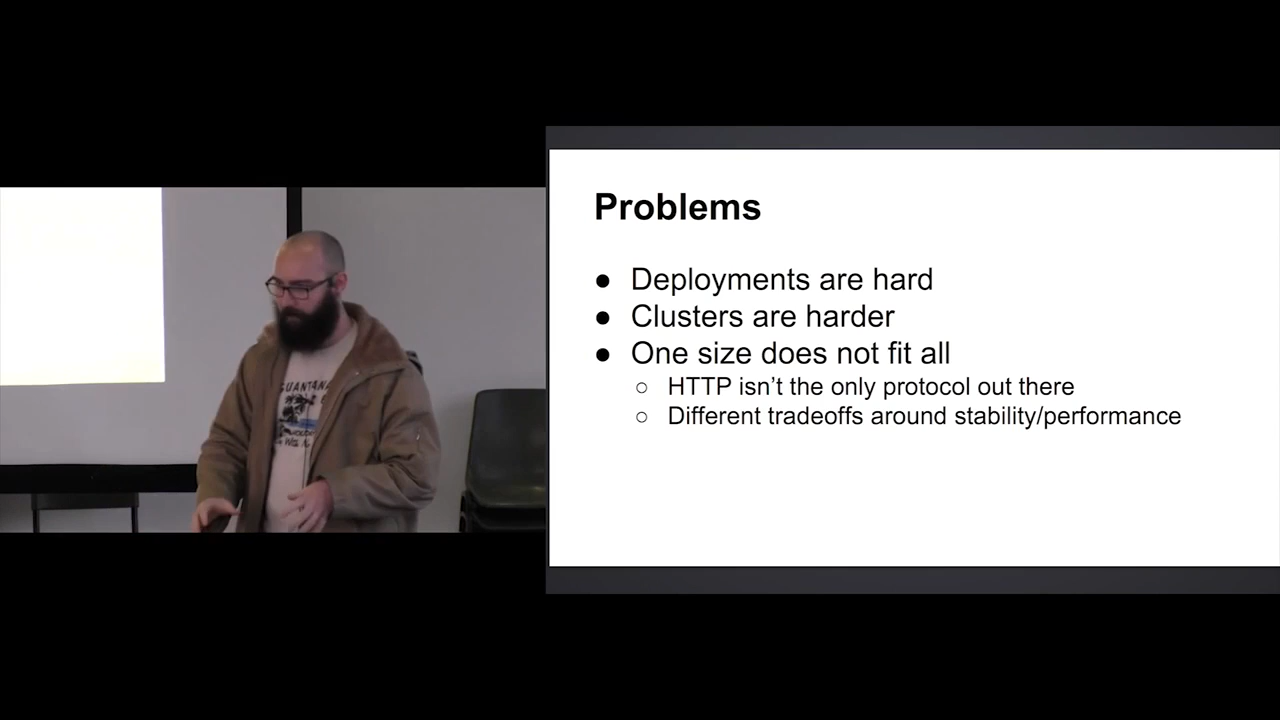 Problems
● Deployments are hard
● Clusters are harder
● One size does not fit all
○ HTTP isn’t the only protocol out there
○ Different tradeoffs around stability/performance